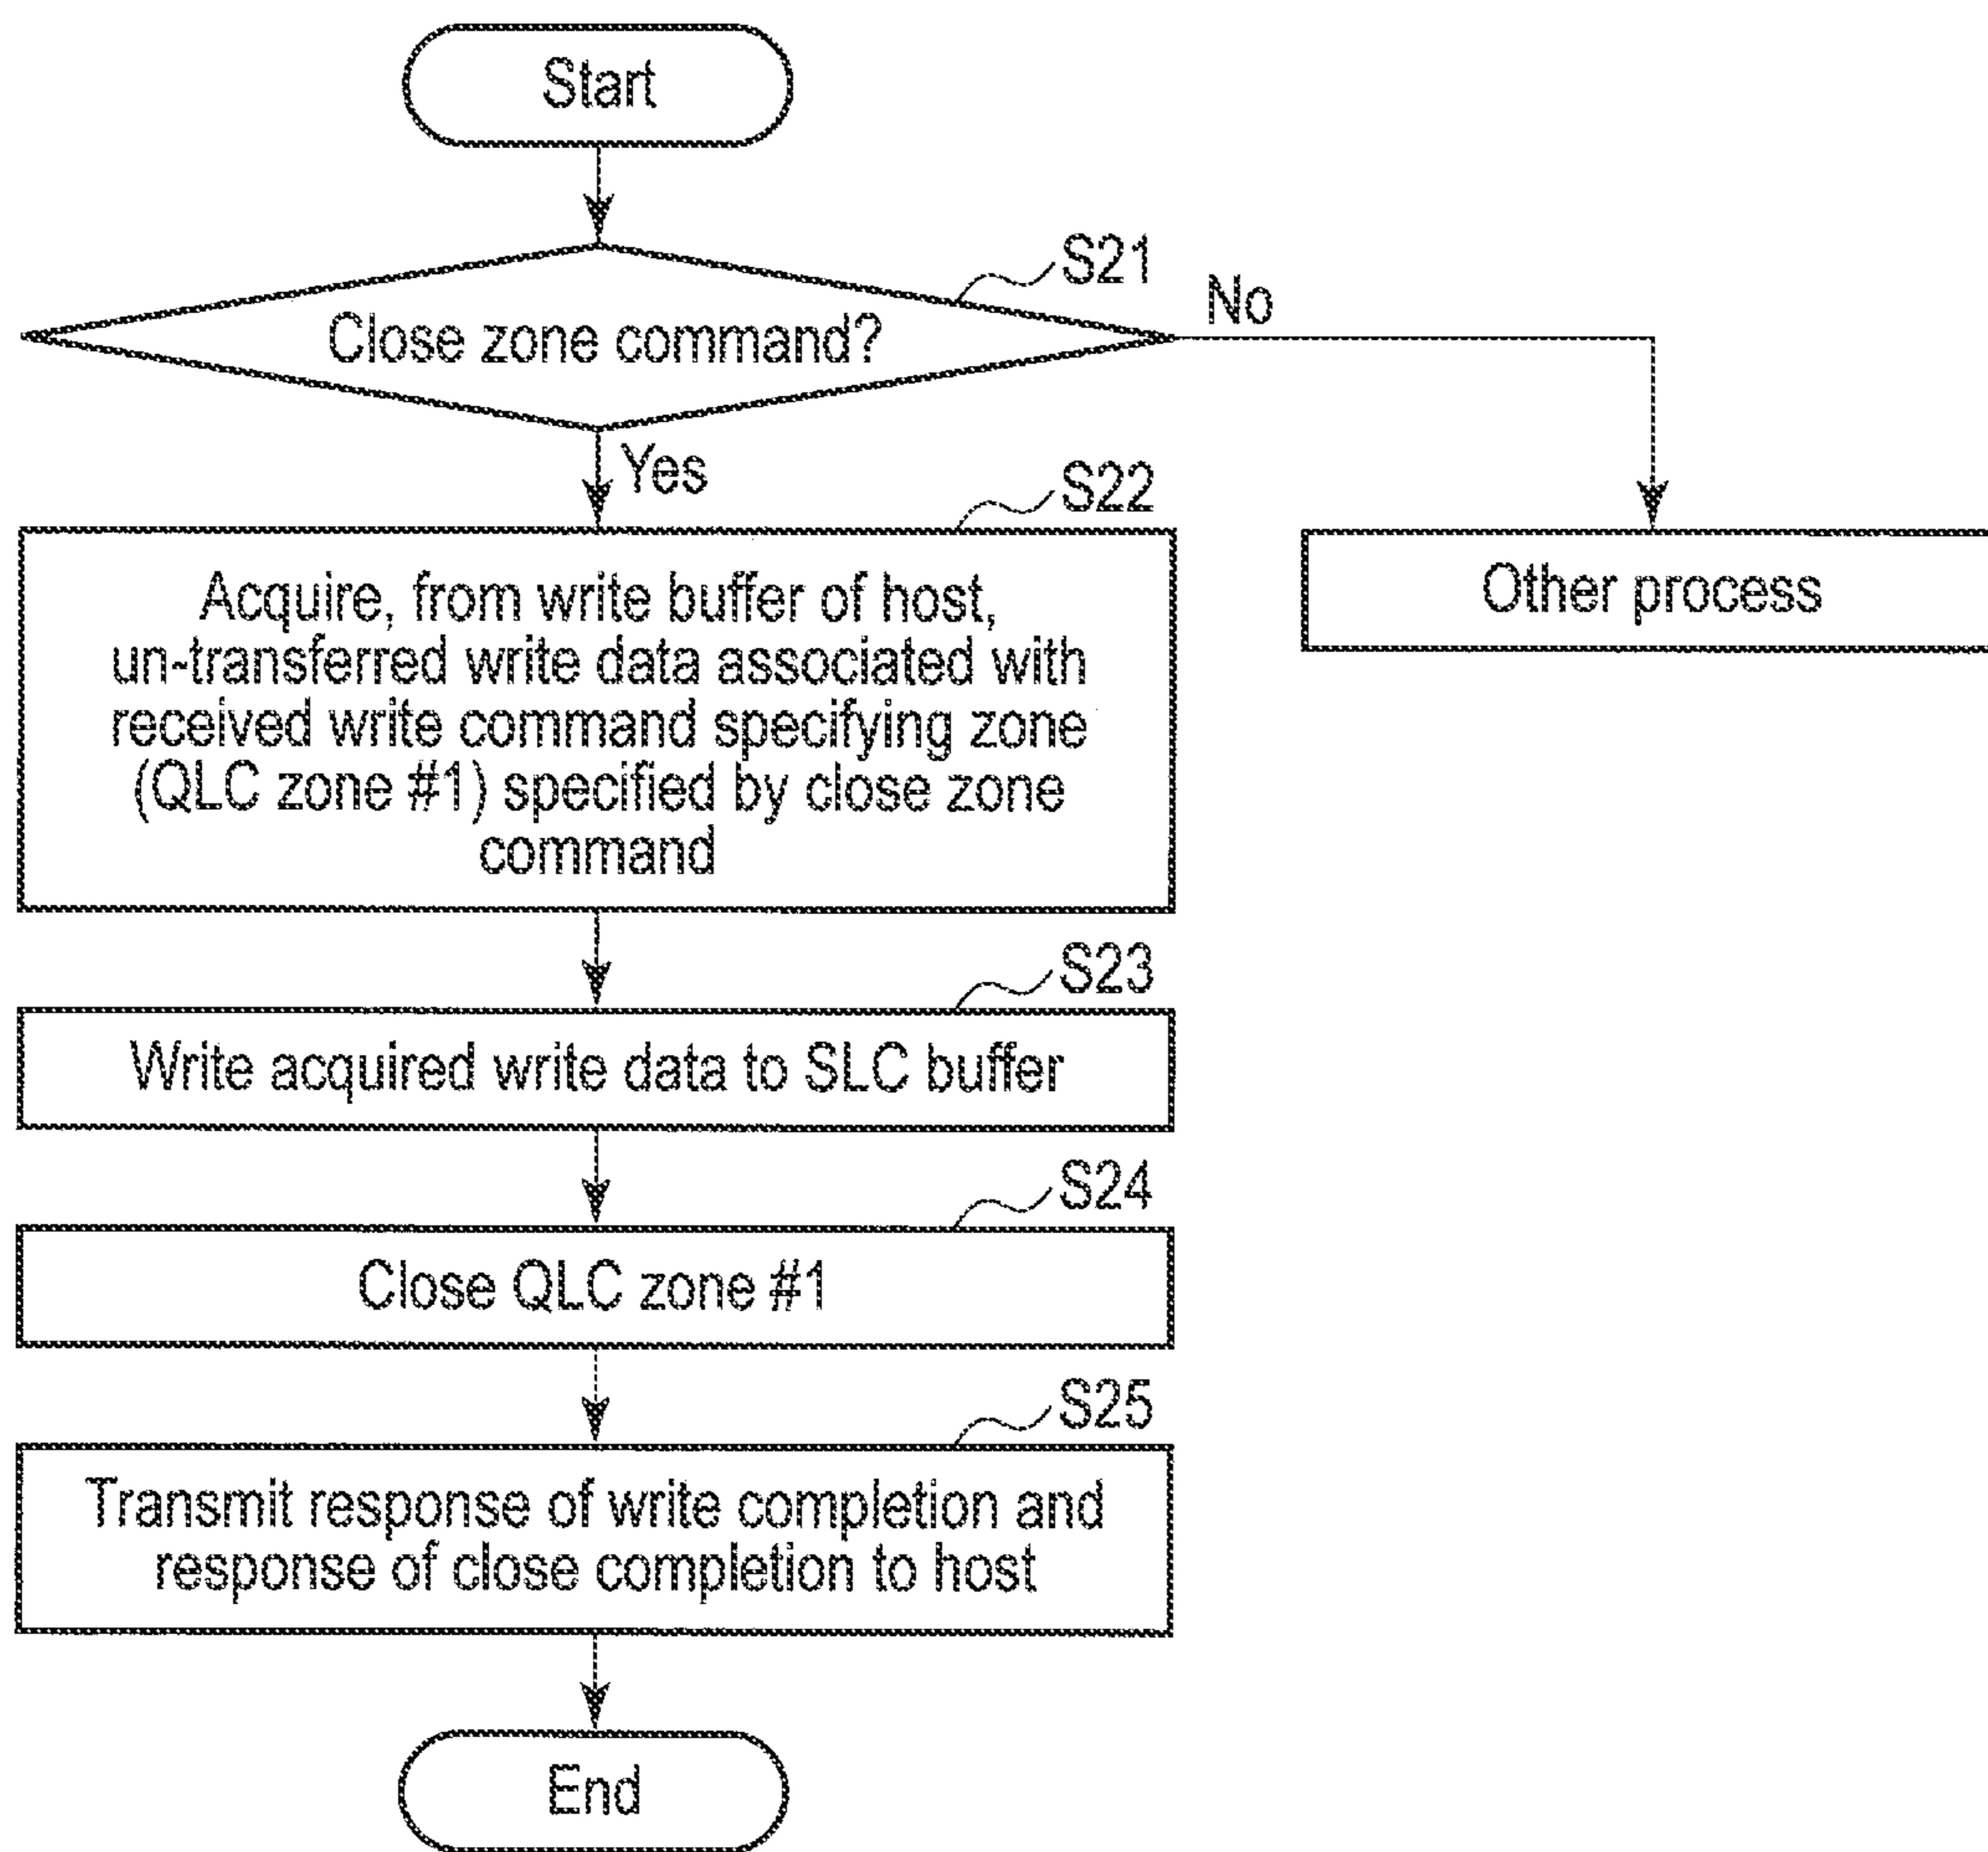 Start
S21
Close zone command?
No
Yes
S22
Acquire, from write buffer of host,
un-transferred write data associated with
received write command specifying zone
(QLC zone #1) specified by close zone
command
Other process
S23
Write acquired write data to SLC buffer
S24
Close QLC zone #1
S25
Transmit response of write completion and
response of close completion to host
End